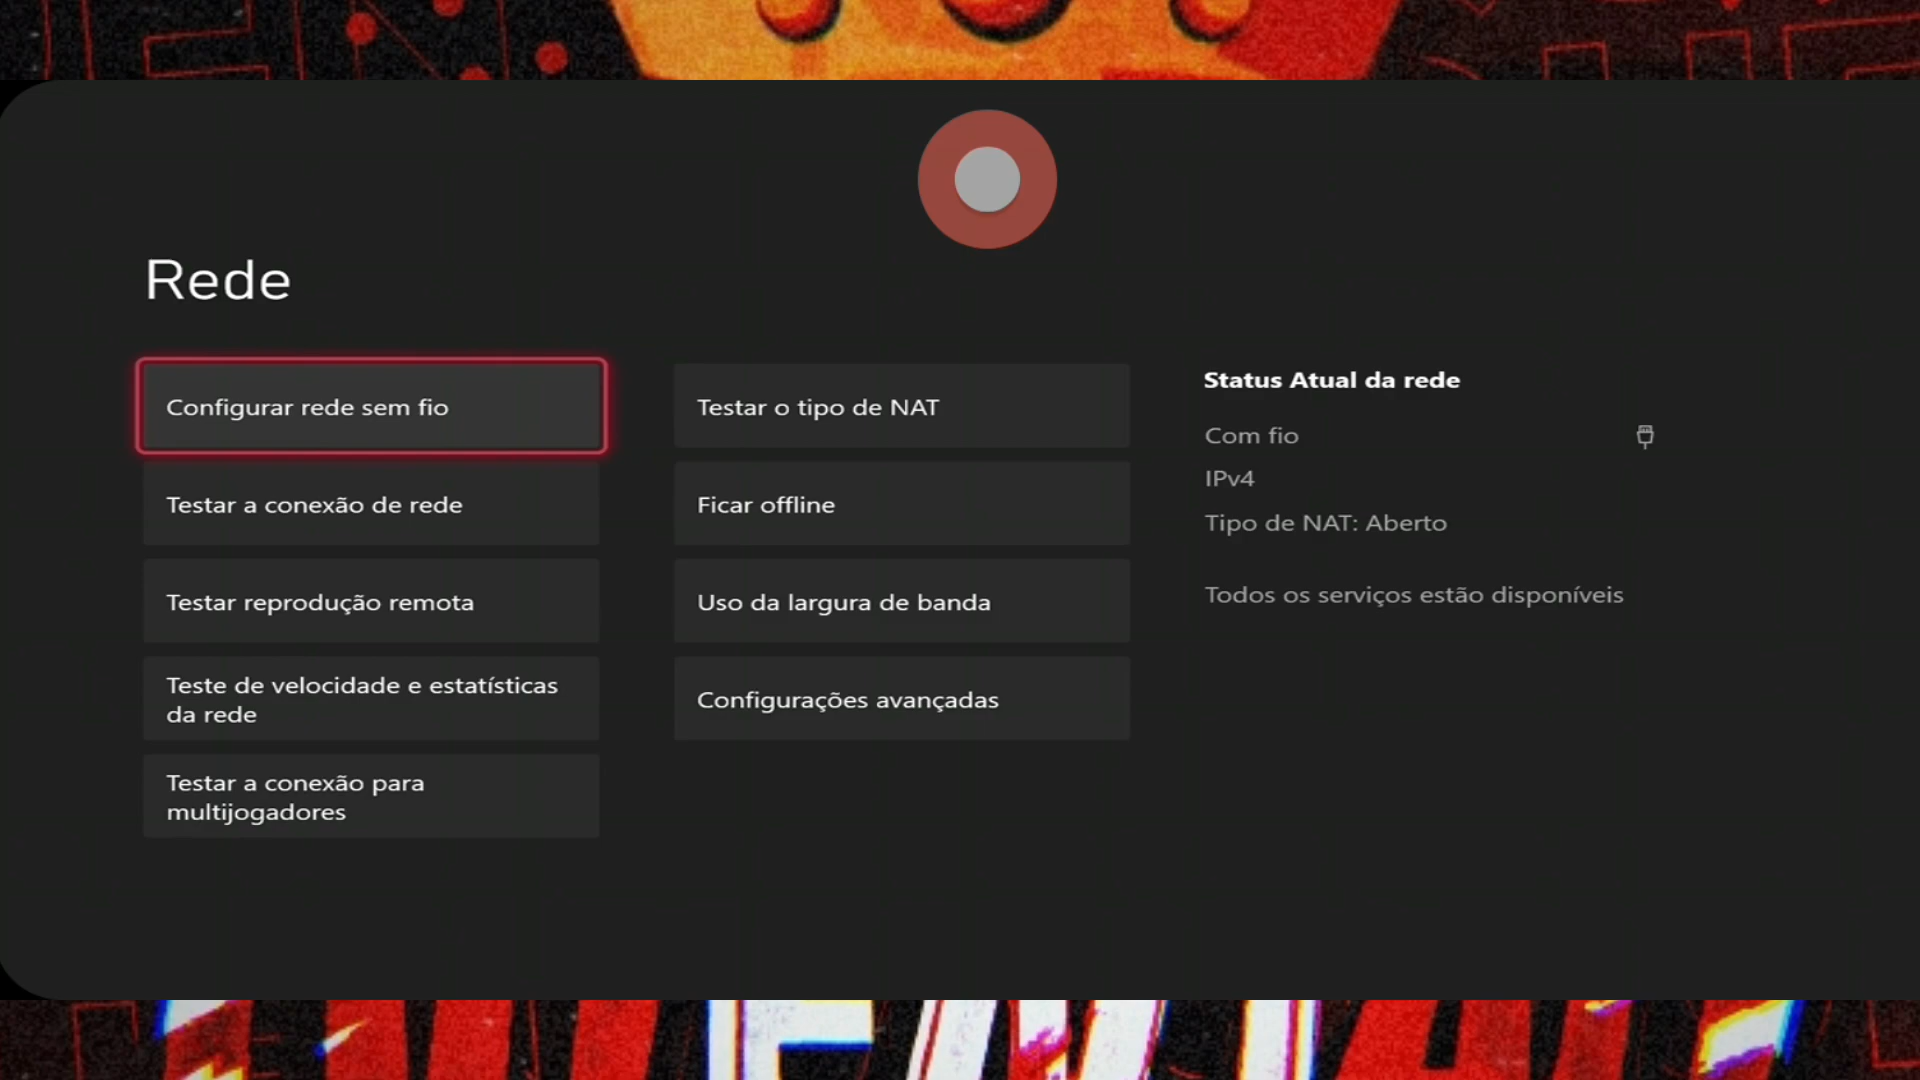 Rede
Configurar rede sem fio
Testar a conexão de rede
Testar reprodução remota
Teste de velocidade e estatísticas
da rede
Testar a conexão para
multijogadores
Testar o tipo de NAT
Ficar offline
Uso da largura de banda
Configurações avançadas
Status Atual da rede
Com fio
IPv4
Tipo de NAT: Aberto
Todos os serviços estão disponíveis